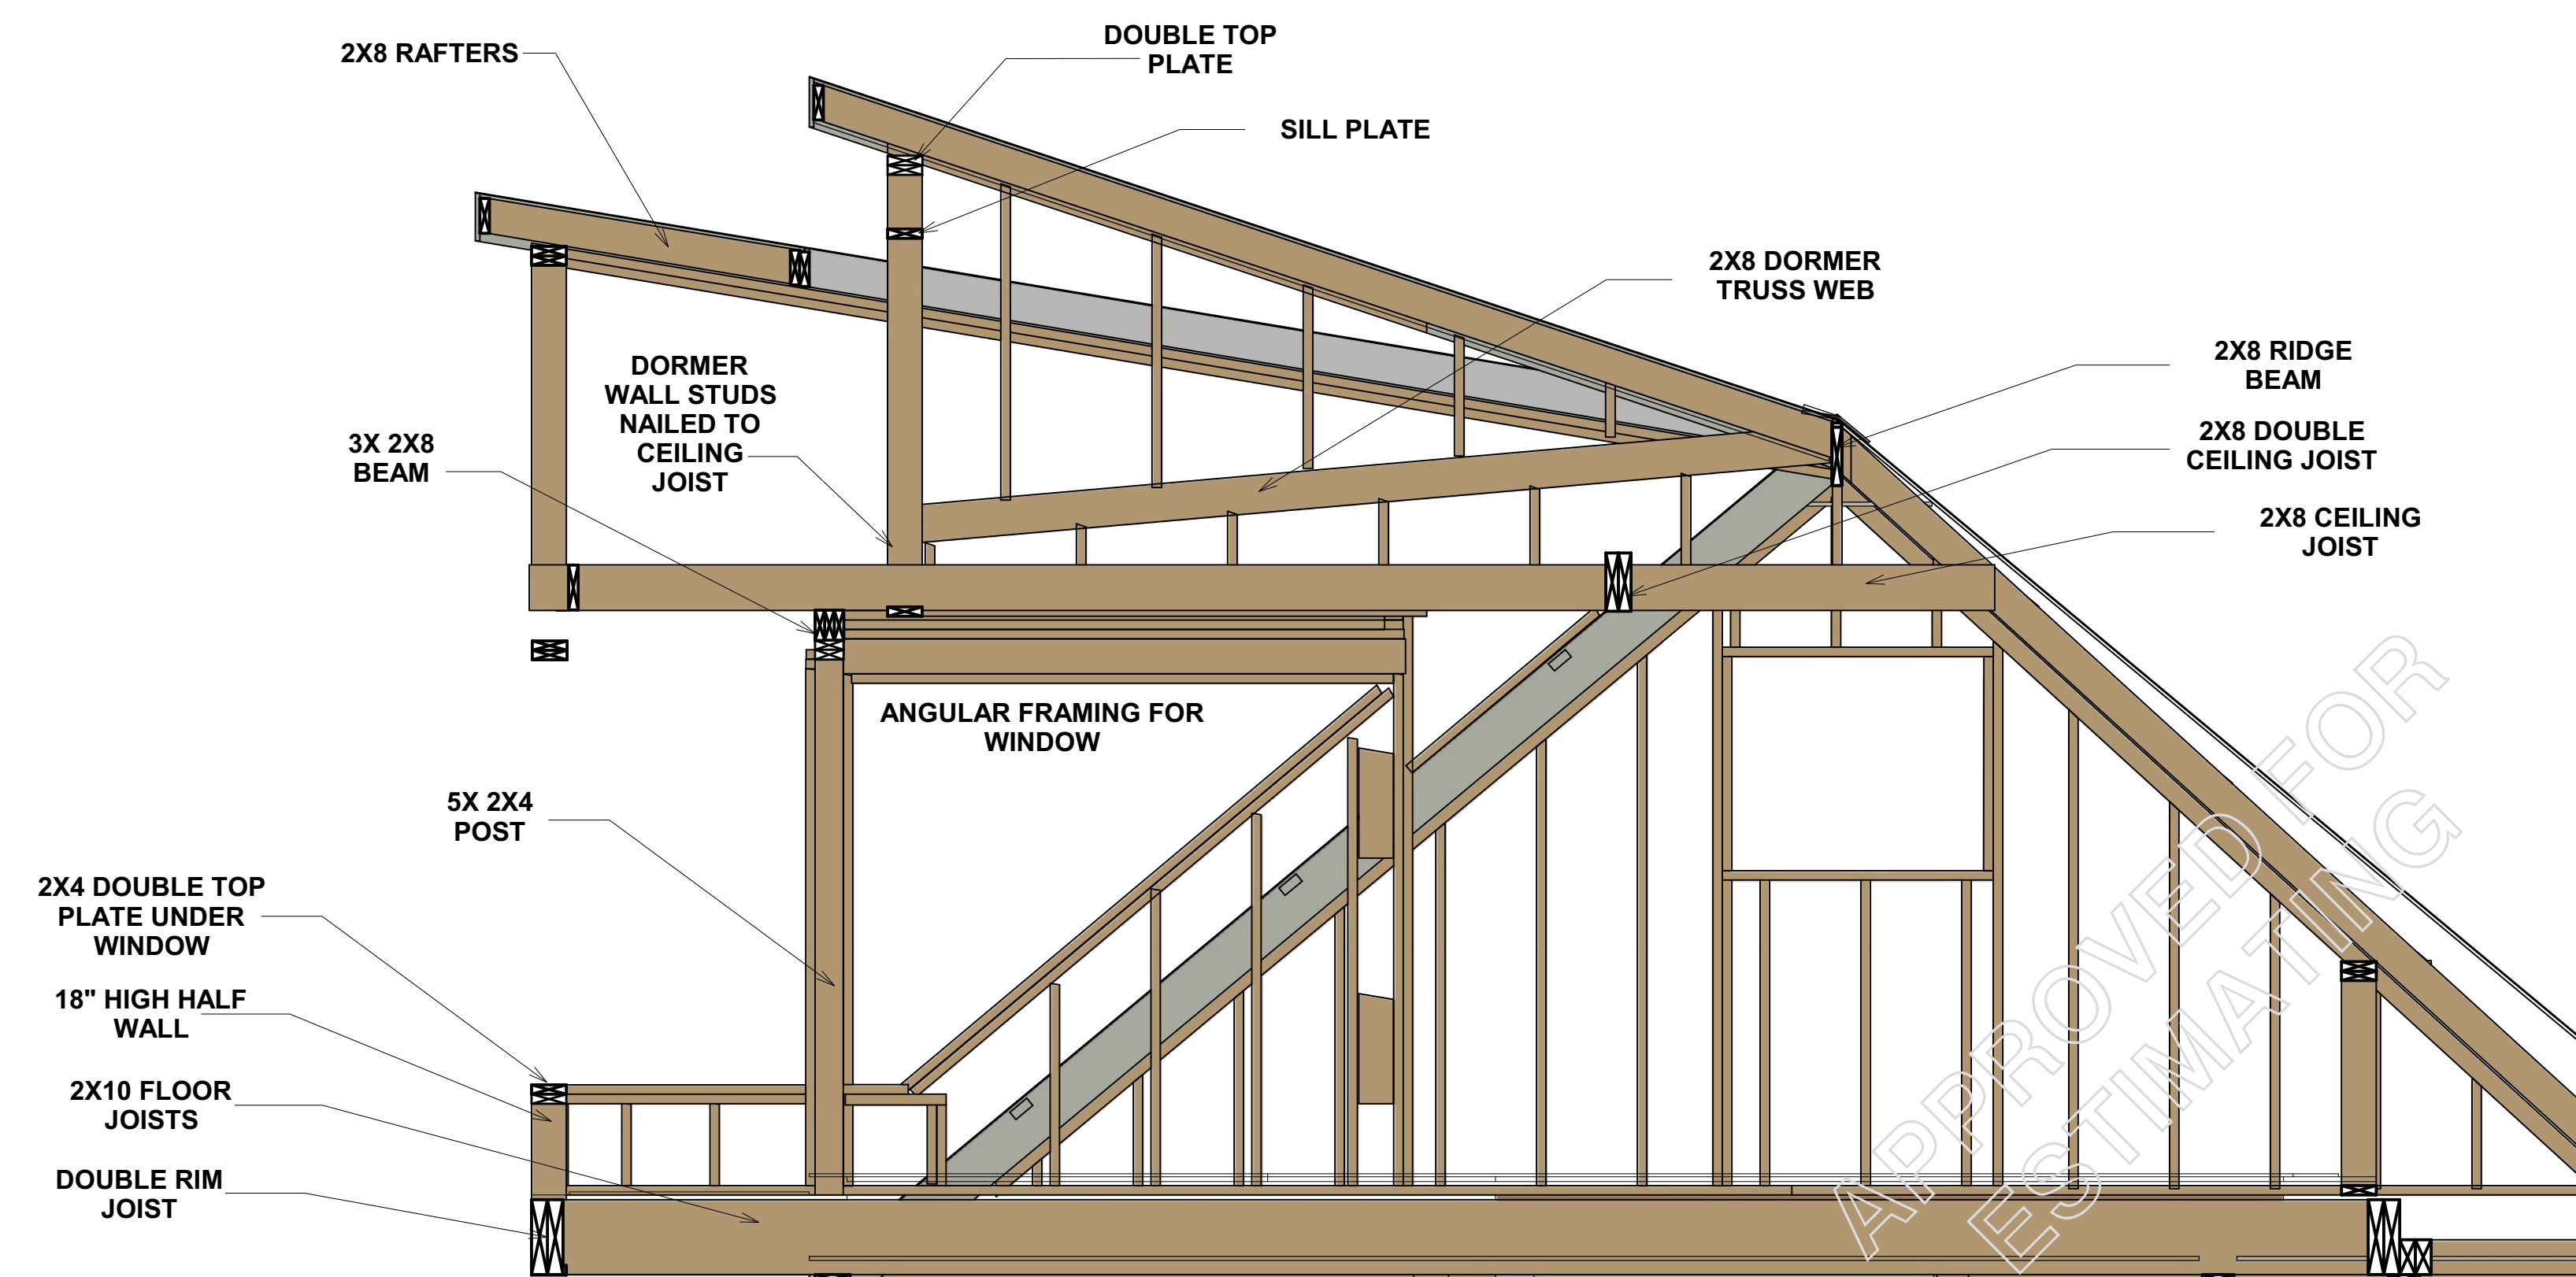 2X8 RAFTERS
DOUBLE TOP
PLATE
SILL PLATE
2X8 DORMER
TRUSS WEB
2X8 RIDGE
BEAM
2X8 DOUBLE
CEILING JOIST
2X8 CEILING
JOIST
DORMER
WALL STUDS
NAILED TO
CEILING
JOIST
3X 2X8
BEAM
ANGULAR FRAMING FOR
WINDOW
5X 2X4
POST
2X4 DOUBLE TOP
PLATE UNDER
WINDOW
18" HIGH HALF
WALL
2X10 FLOOR
JOISTS
DOUBLE RIM
JOIST
APPROVED FOR
ESTIMATING